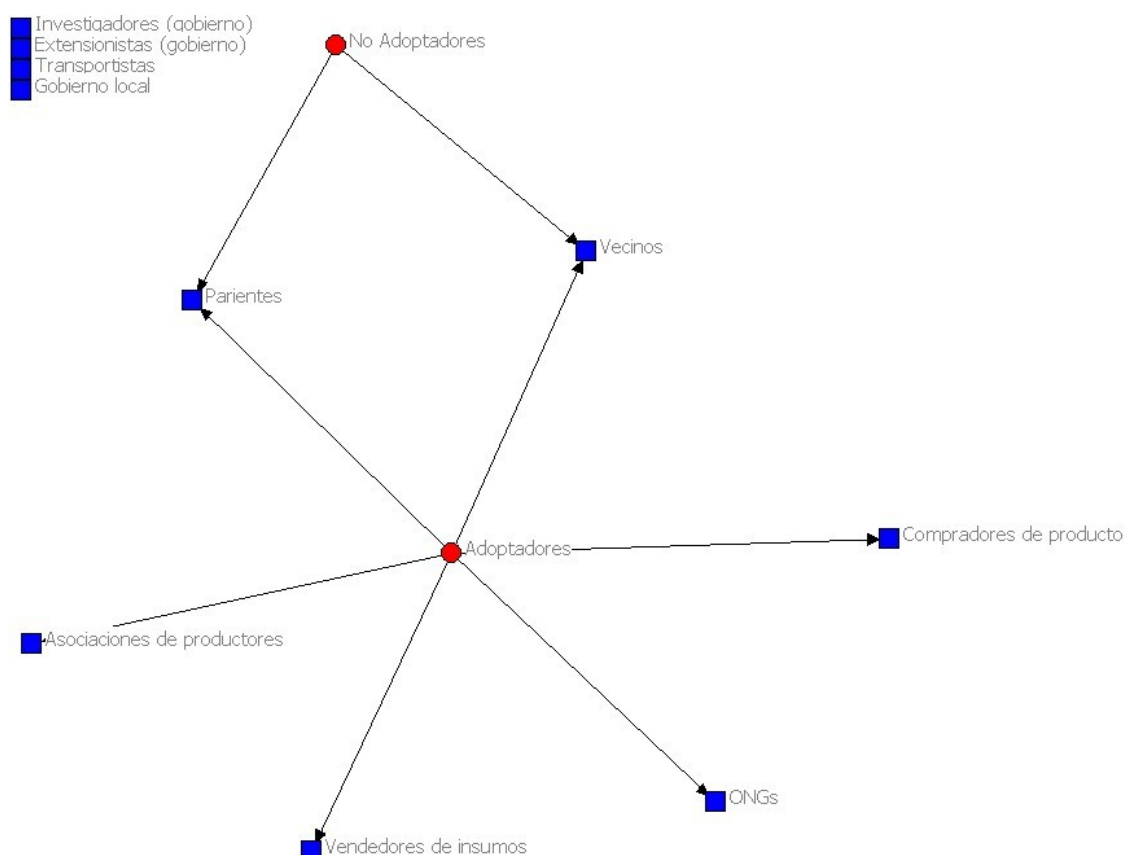 Investigadores (gobierno)
Extensionistas (gobierno)
Transportistas
Gobierno local
No Adoptadores
Vecinos
Parientes
Compradores de producto
Adoptadores
Asociaciones de productores
ONGs
Vendedores de insumos